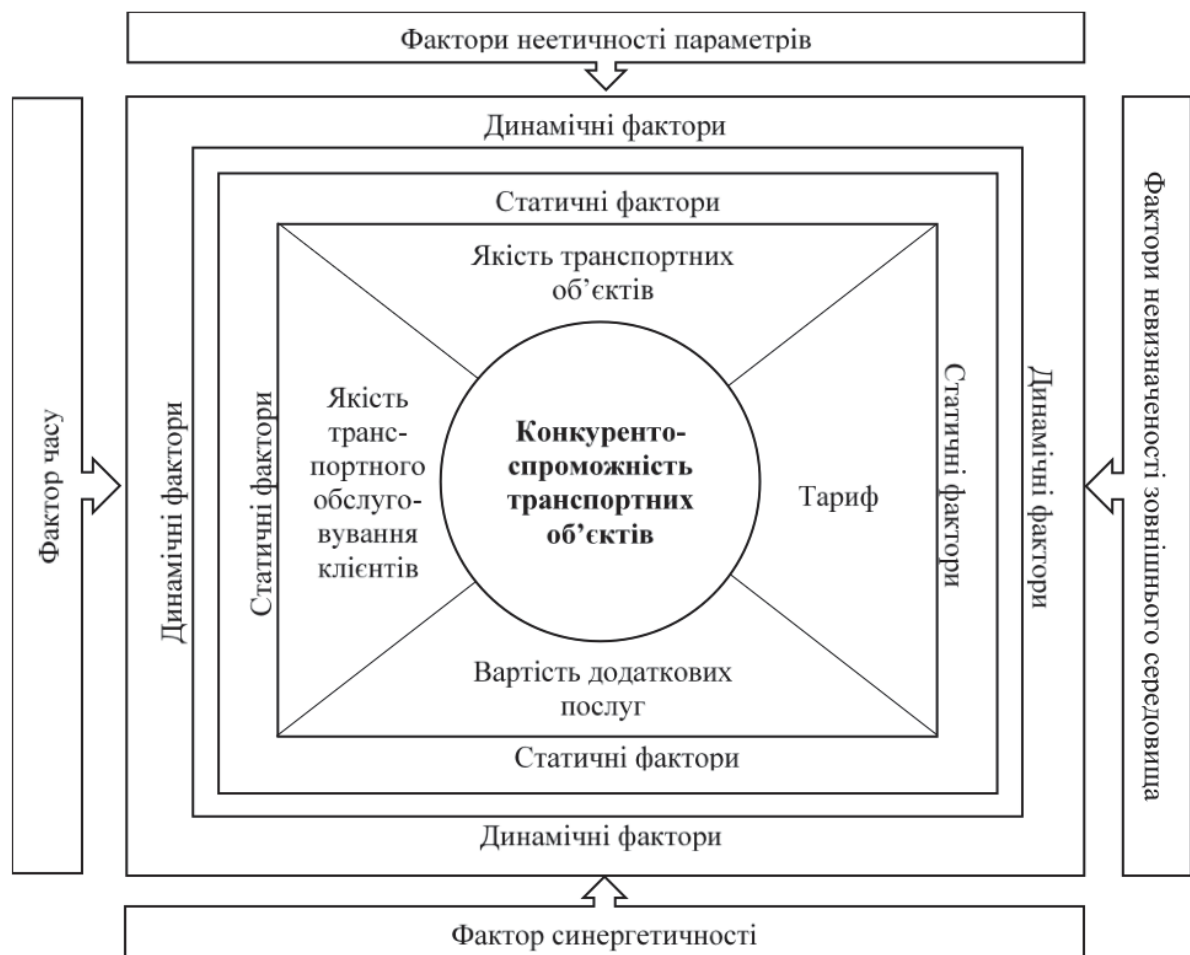 Фактори неетичності параметрів
Динамічні фактори
Статичні фактори
Якість транспортних
об’єктів
Фактор часу
Динамічні фактори
Статичні фактори
Якість
транс-
портного
обслуго-
вування
клієнтів
Конкуренто-
спроможність
транспортних
об’єктів
Тариф
Статичні фактори
Динамічні фактори
Фактори невизначеності зовнішнього середовища
Вартість додаткових
послуг
Статичні фактори
Динамічні фактори
Фактор синергетичності